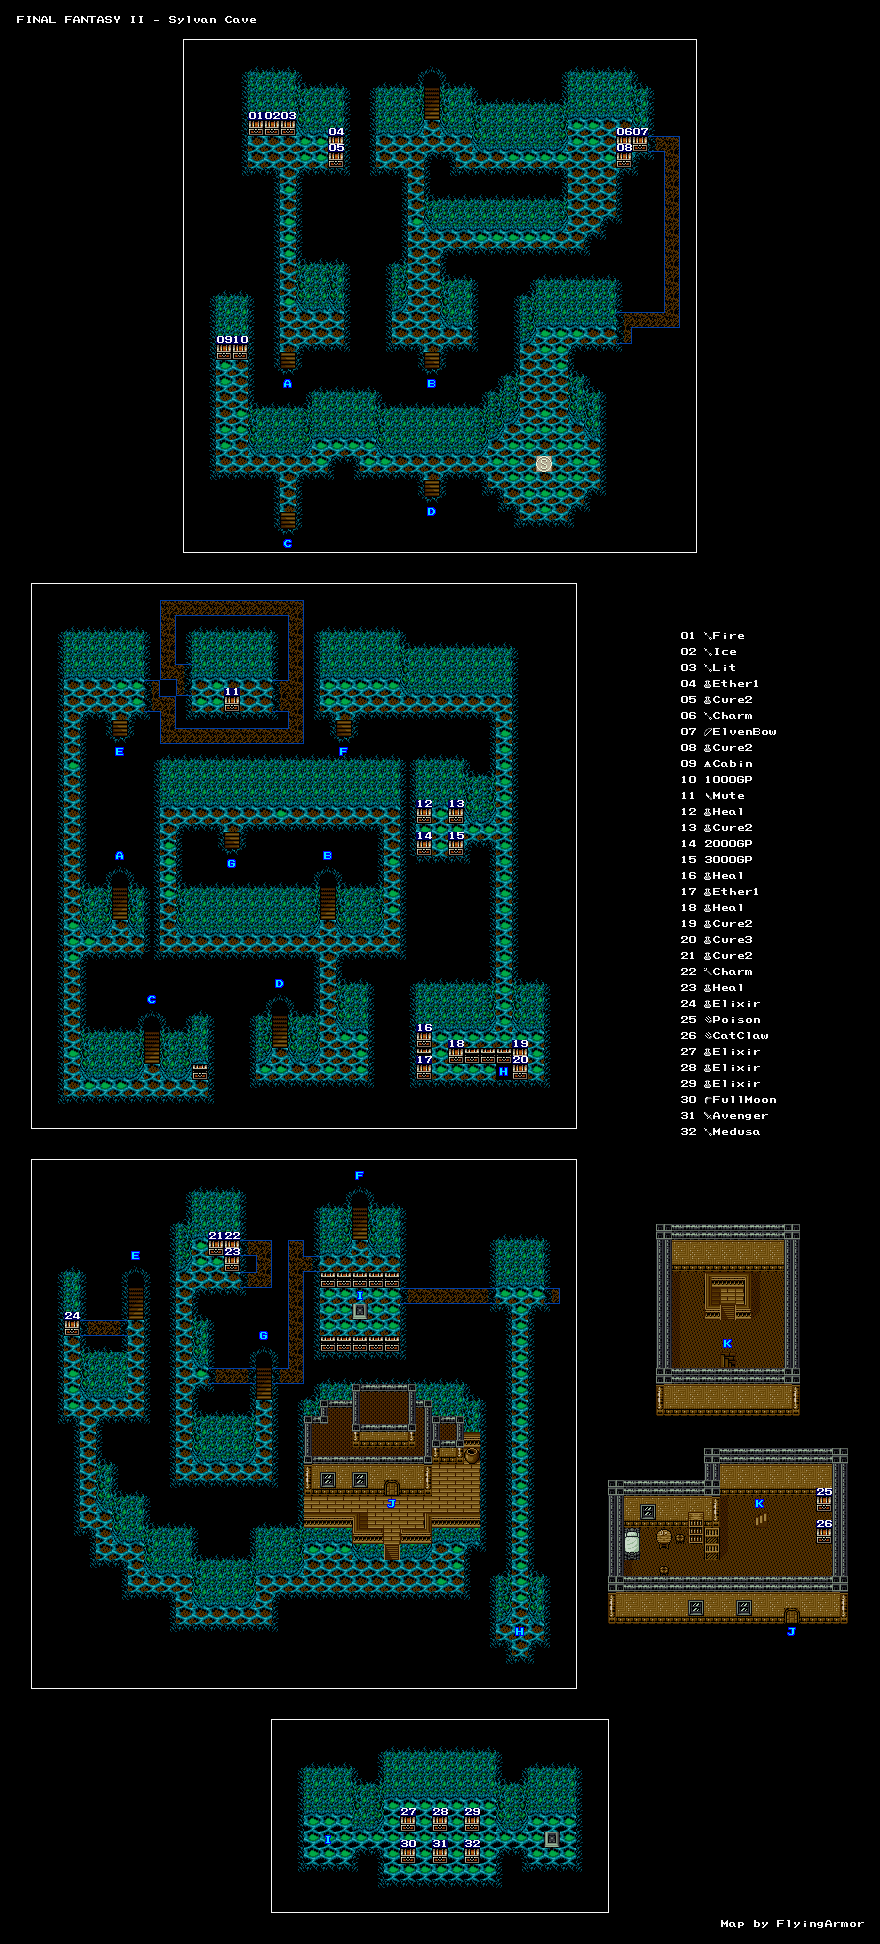 FINAL FANTASY II - Sylvan Cave
010203
04
05
0607
08
0910
A
B
S
D
C
11
E
F
12 13
14 15
G
A
B
D
C
16
18
19
17
20
H
01 Fire
02 Ice
03 Lit
04 Ether1
05 Cure2
06 Charm
07 ElvenBow
08 Cure2
09 Cabin
10 1000GP
11 Mute
12 Heal
13 Cure2
14 2000GP
15 3000GP
16 Heal
17 Ether1
18 Heal
19 Cure2
20 Cure3
21 Cure2
22 Charm
23 Heal
24 Elixir
25 Poison
26 CatClaw
27 Elixir
28 Elixir
29 Elixir
30 FullMoon
31 Avenger
32 Medusa
F
2122
23
E
I
24
G
J
H
K
25
K
26
J
27 28 29
I
30 31 32
Map by FlyingArmor